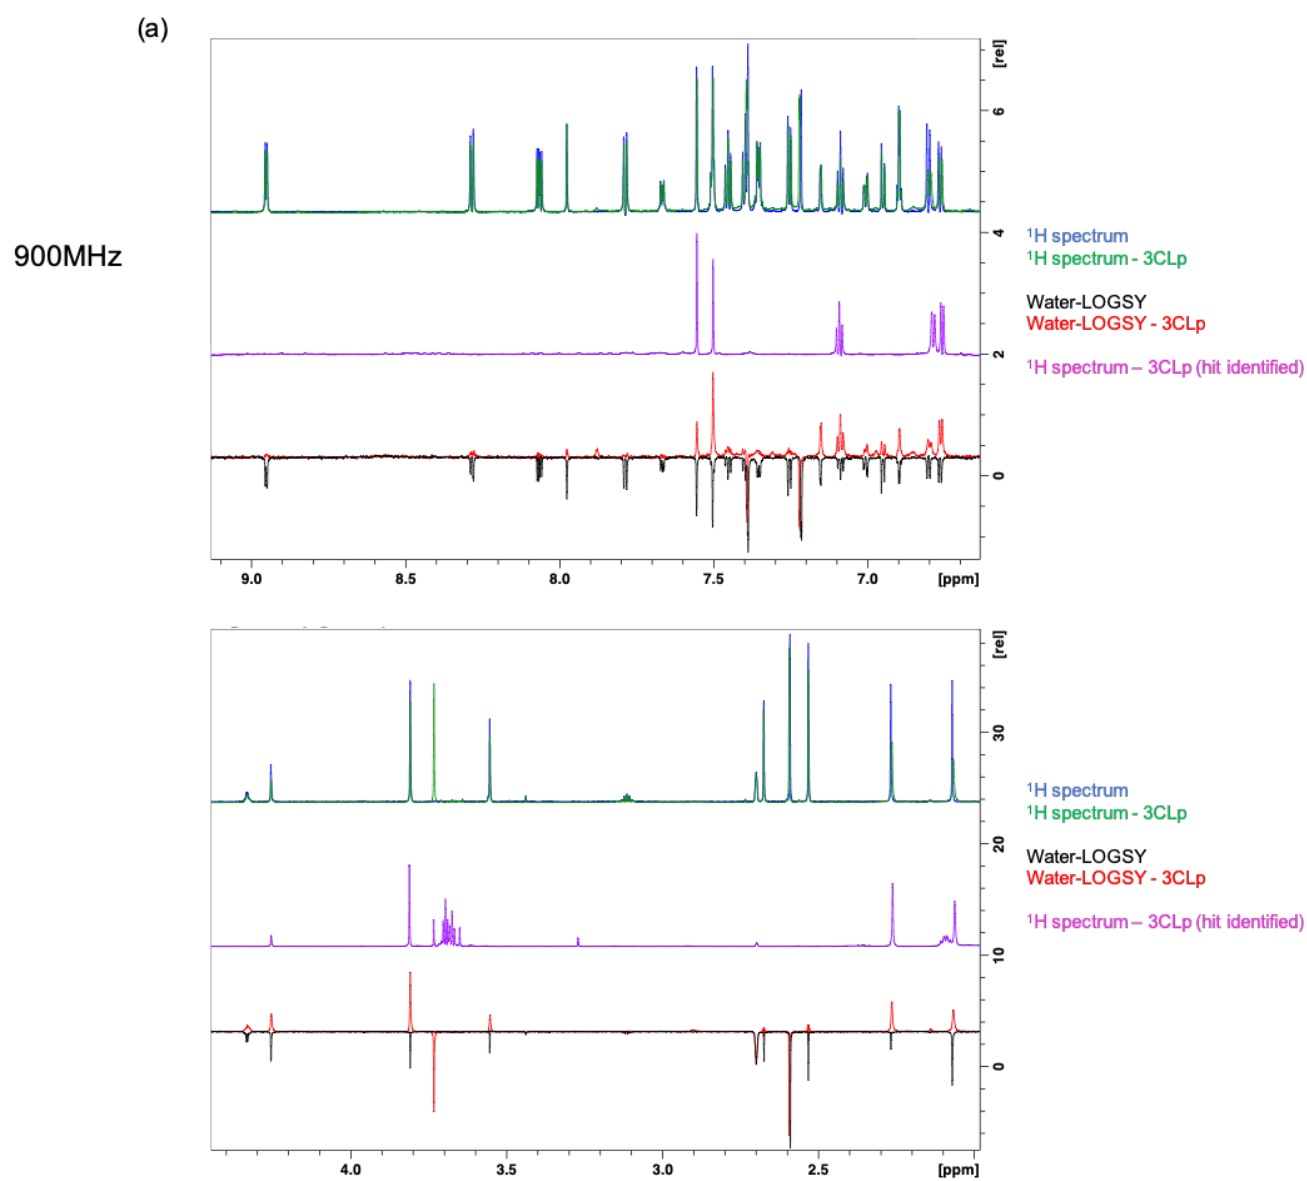 (a)
900MHz
[rel]
6
4
2
0
¹H spectrum
¹H spectrum - 3CLp
Water-LOGSY
Water-LOGSY - 3CLp
¹H spectrum – 3CLp (hit identified)
9.0 8.5 8.0 7.5 7.0 [ppm]
[rel]
30
20
10
0
¹H spectrum
¹H spectrum - 3CLp
Water-LOGSY
Water-LOGSY - 3CLp
¹H spectrum – 3CLp (hit identified)
4.0 3.5 3.0 2.5 [ppm]